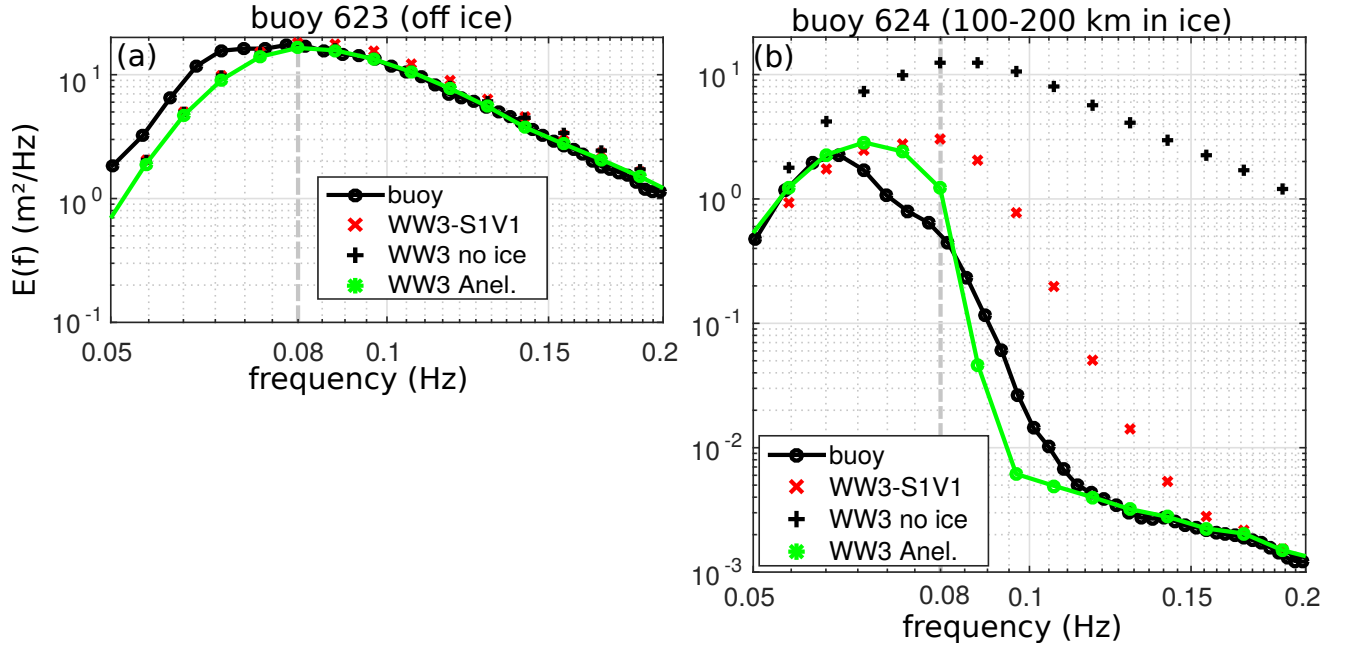 buoy 623 (off ice)
(a)
E(f) (m²/Hz)
10¹
10⁰
10⁻¹
buoy
WW3-S1V1
WW3 no ice
WW3 Anel.
0.05
0.08
0.1
0.15
0.2
frequency (Hz)
buoy 624 (100-200 km in ice)
(b)
10¹
10⁰
10⁻¹
10⁻²
10⁻³
buoy
WW3-S1V1
WW3 no ice
WW3 Anel.
0.05
0.08
0.1
0.15
0.2
frequency (Hz)